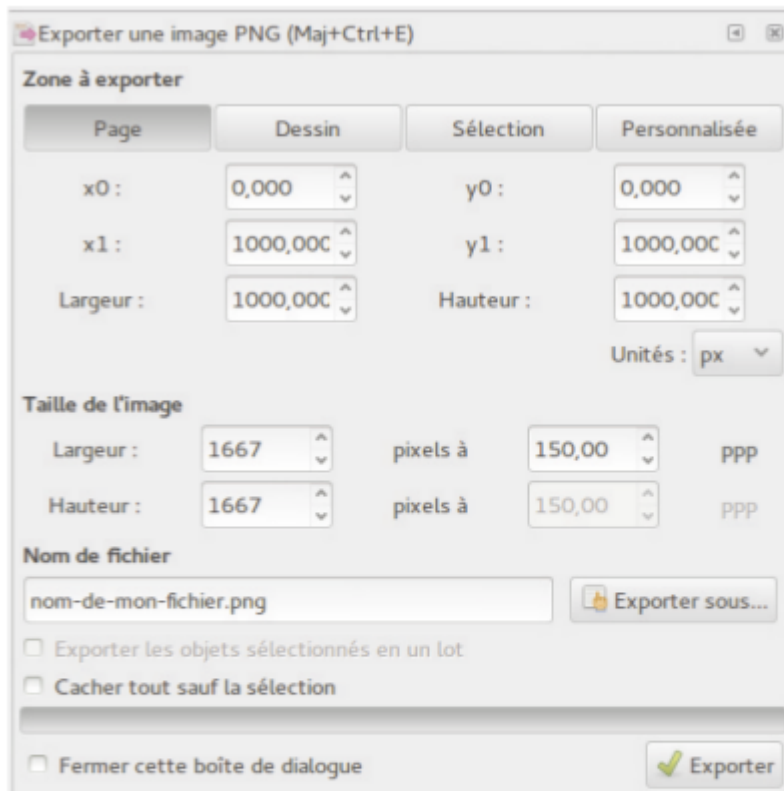 Exporter une image PNG (Maj+Ctrl+E)
Zone à exporter
Page Dessin Sélection Personnalisée
x0 : 0,000 y0 : 0,000
x1 : 1000,000 y1 : 1000,000
Largeur : 1000,000 Hauteur : 1000,000
Unités : px
Taille de l'image
Largeur : 1667 pixels à 150,00 ppp
Hauteur : 1667 pixels à 150,00 ppp
Nom de fichier
nom-de-mon-fichier.png Exporter sous...
Exporter les objets sélectionnés en un lot
Cacher tout sauf la sélection
Fermer cette boîte de dialogue Exporter